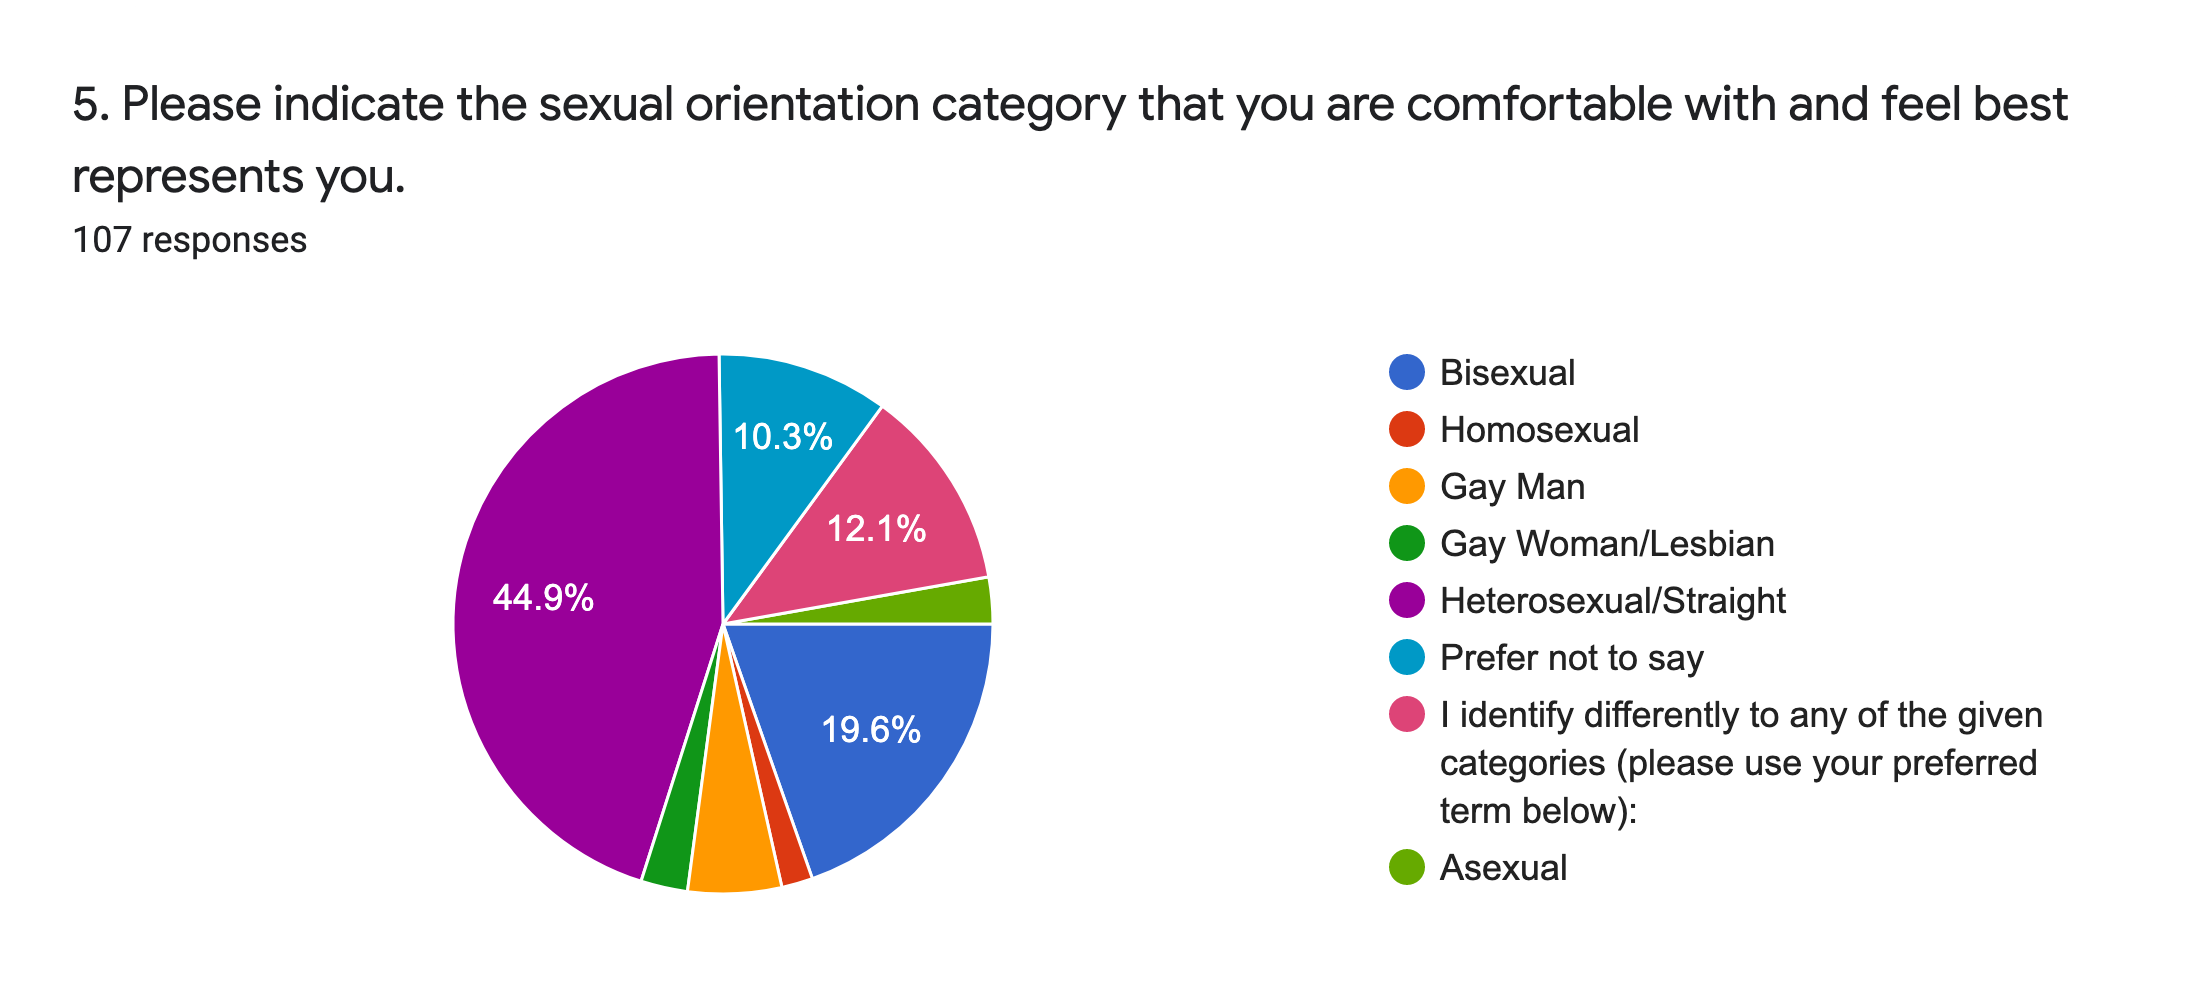 5. Please indicate the sexual orientation category that you are comfortable with and feel best
represents you.
107 responses
10.3%
12.1%
44.9%
19.6%
Bisexual
Homosexual
Gay Man
Gay Woman/Lesbian
Heterosexual/Straight
Prefer not to say
I identify differently to any of the given
categories (please use your preferred
term below):
Asexual